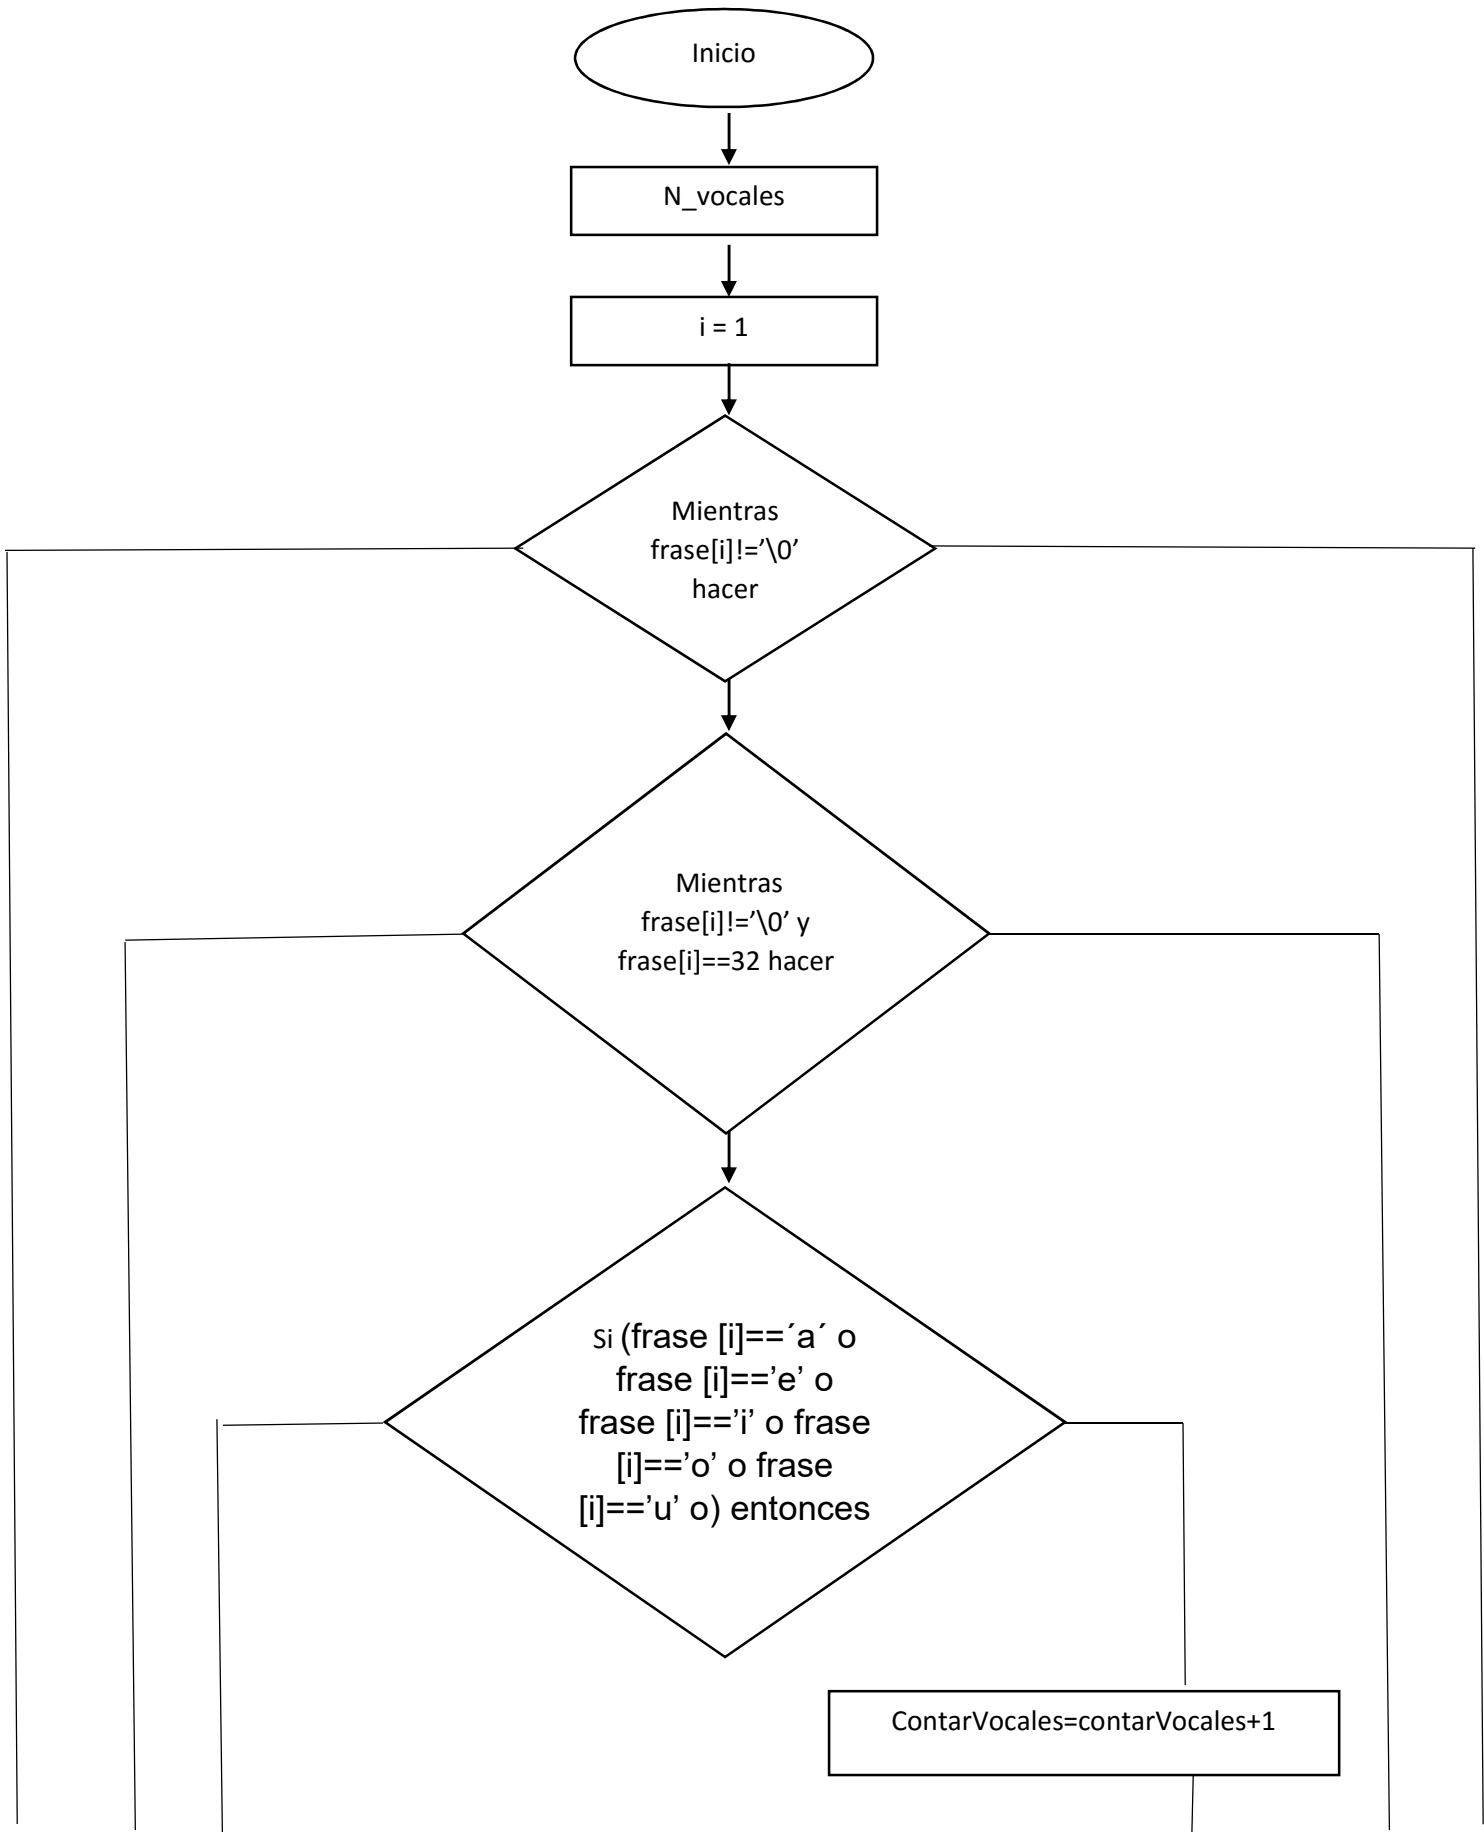 Inicio
N_vocales
i = 1
Mientras
frase[i]!='\0’
hacer
Mientras
frase[i]!='\0’ y
frase[i]==32 hacer
Si (frase [i]==´a´ o
frase [i]==’e’ o
frase [i]==’i’ o frase
[i]==’o’ o frase
[i]==’u’ o) entonces
ContarVocales=contarVocales+1